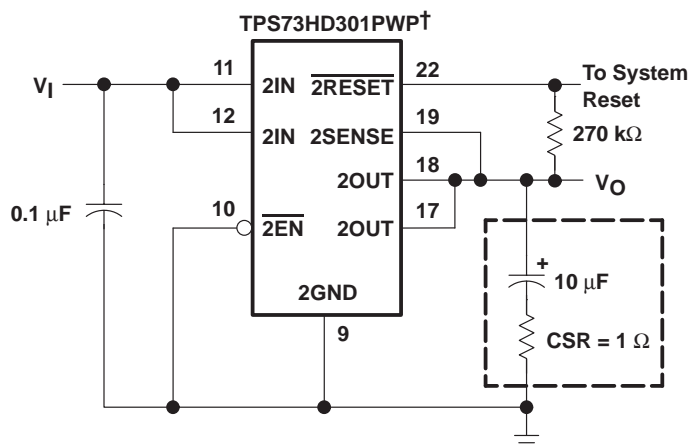 TPS73HD301PWP†
VI
11
2IN
2RESET
22
To System
Reset
12
2IN
2SENSE
19
270 kΩ
2OUT
18
VO
0.1 μF
10
2EN
2OUT
17
+
10 μF
2GND
9
CSR = 1 Ω